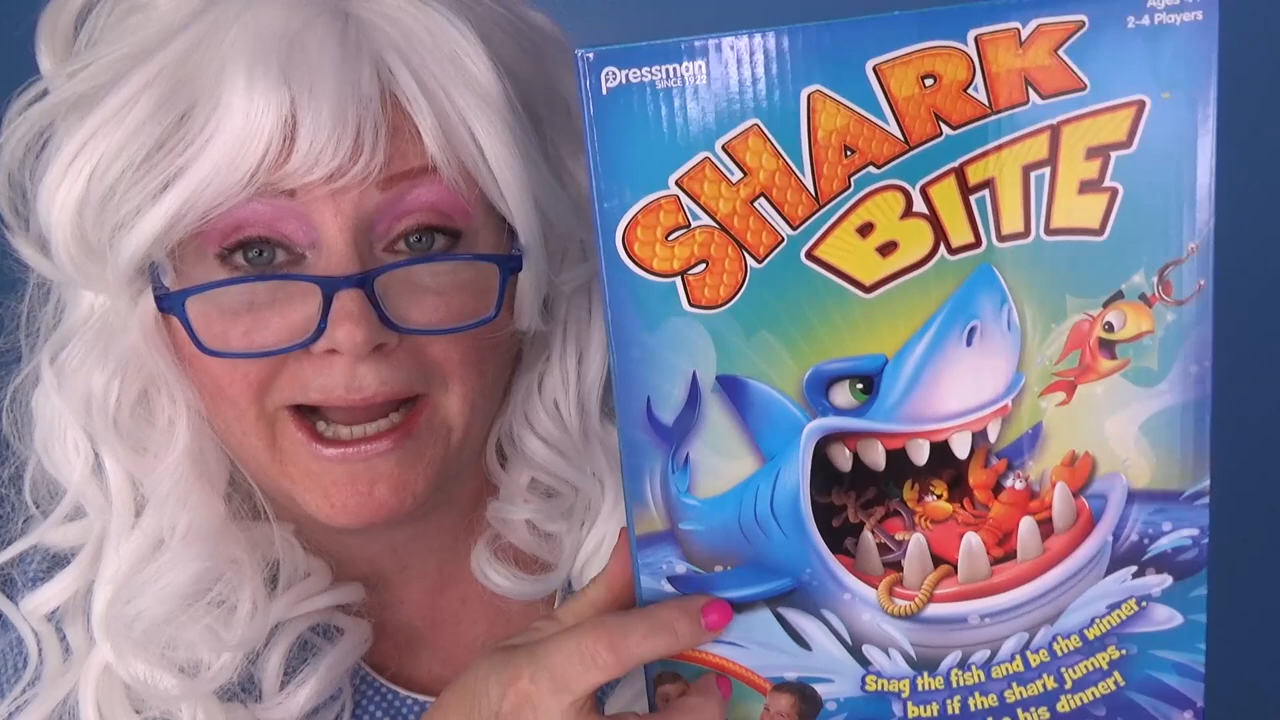 Ages 4+
2-4 Players
Pressman
SINCE 1922
SHARK
BITE
Snag the fish and be the winner.
but if the shark jumps.
his dinner!